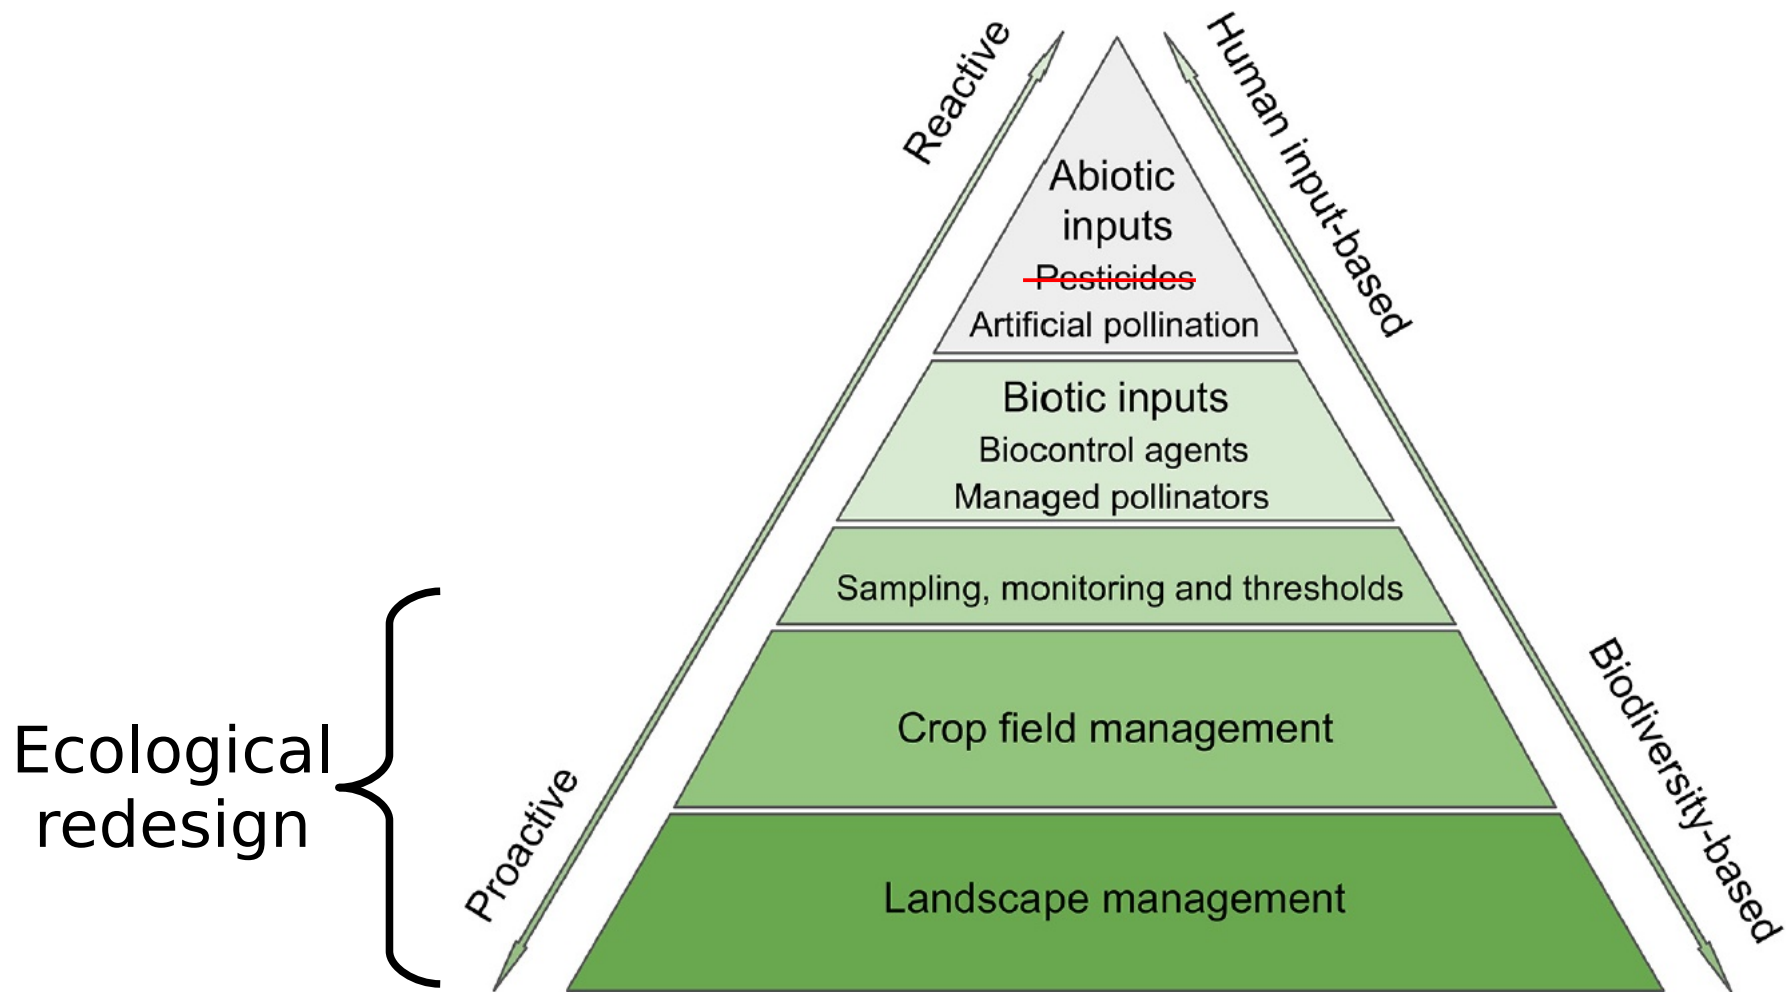 Reactive
Human input-based
Abiotic
inputs
Pesticides
Artificial pollination
Biotic inputs
Biocontrol agents
Managed pollinators
Sampling, monitoring and thresholds
Crop field management
Landscape management
Ecological
redesign
Proactive
Biodiversity-based